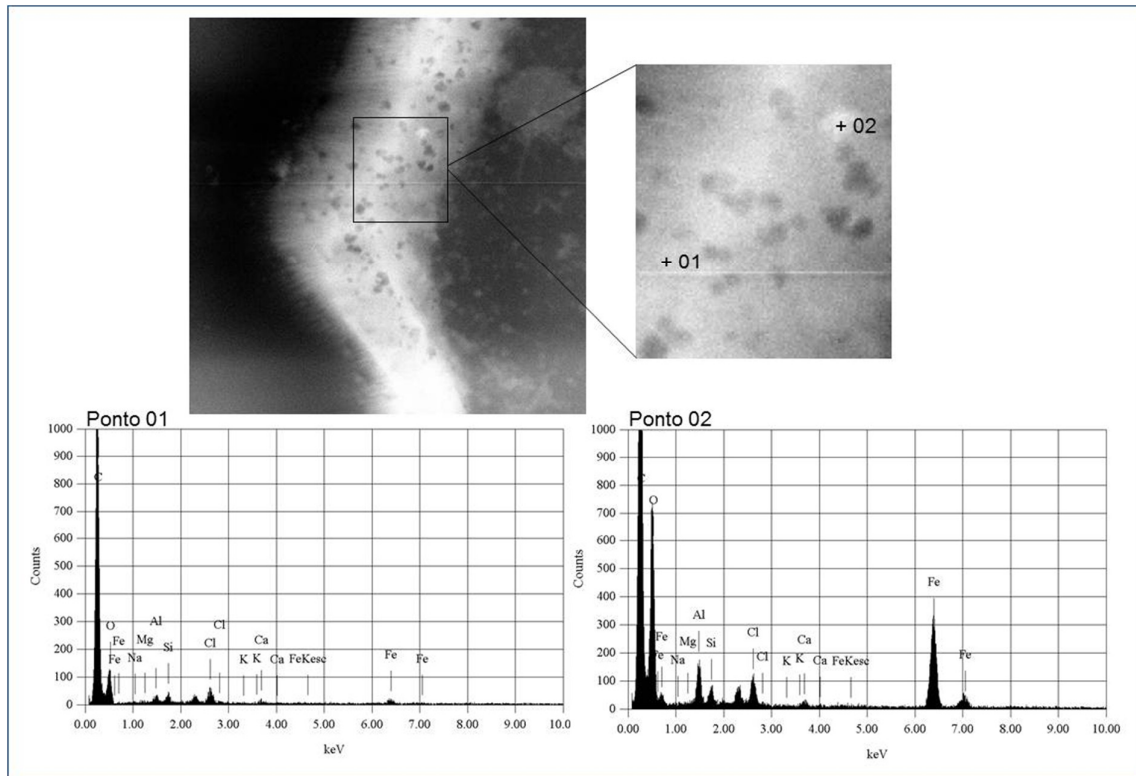 + 02
+ 01
Ponto 01
1000
900
800
700
600
500
400
300
200
100
0
Counts
C
O
Fe
Fe
Na
Mg
Al
Si
Cl
Cl
K
K
Ca
Ca
FeKesc
Fe
Fe
0.00
1.00
2.00
3.00
4.00
5.00
6.00
7.00
8.00
9.00
10.0
keV
Ponto 02
1000
900
800
700
600
500
400
300
200
100
0
Counts
C
O
Fe
Fe
Na
Mg
Al
Si
Cl
Cl
K
K
Ca
Ca
FeKesc
Fe
Fe
0.00
1.00
2.00
3.00
4.00
5.00
6.00
7.00
8.00
9.00
10.0
keV